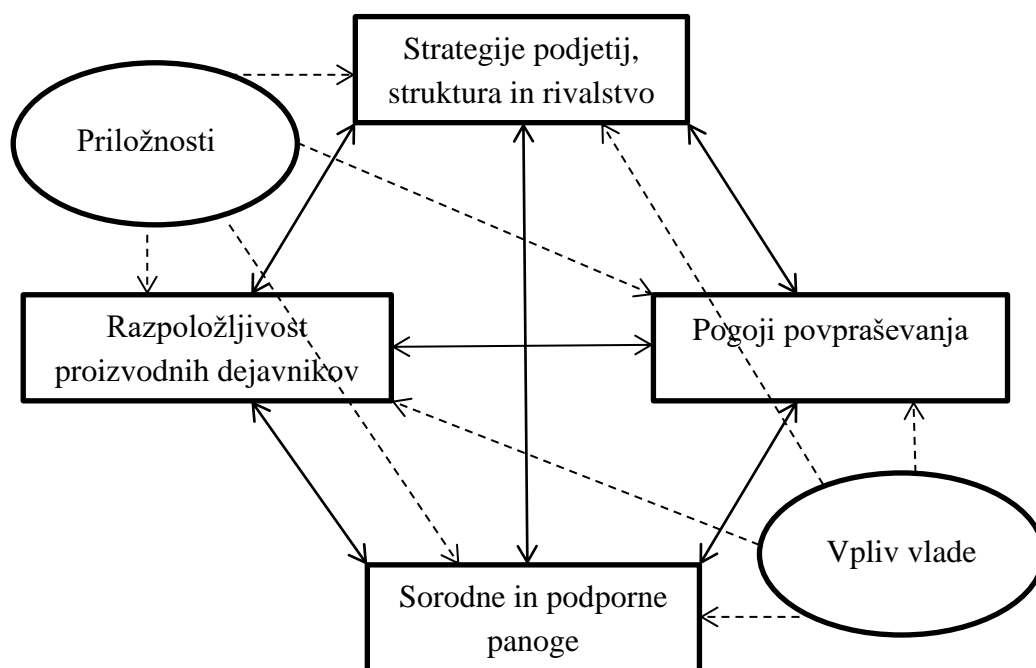 Strategije podjetij,
struktura in rivalstvo
Priložnosti
Razpoložljivost
proizvodnih dejavnikov
Pogoji povpraševanja
Vpliv vlade
Sorodne in podporne
panoge